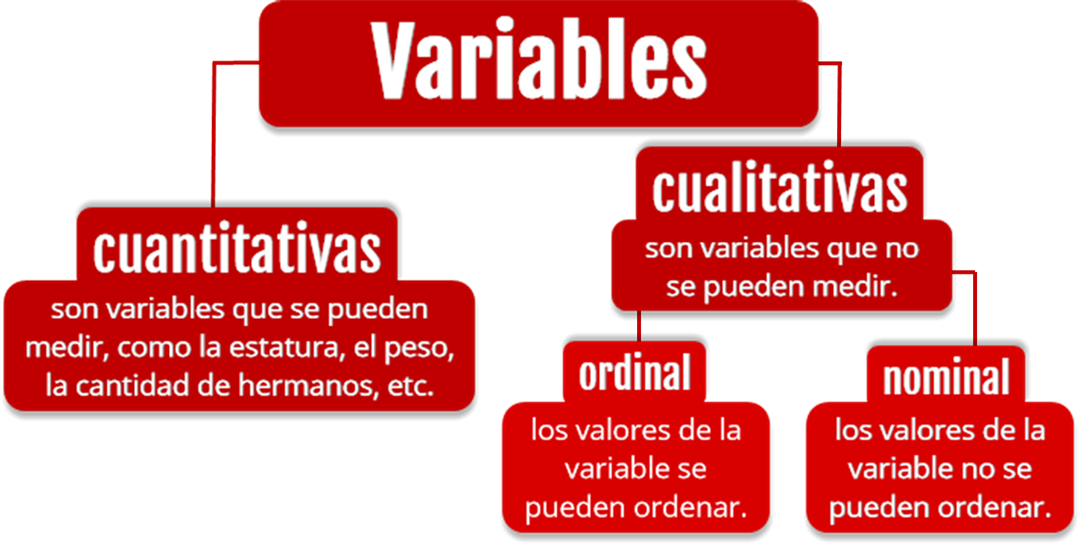 Variables
cuantitativas
son variables que se pueden
medir, como la estatura, el peso,
la cantidad de hermanos, etc.
cualitativas
son variables que no
se pueden medir.
ordinal
los valores de la
variable se
pueden ordenar.
nominal
los valores de la
variable no se
pueden ordenar.